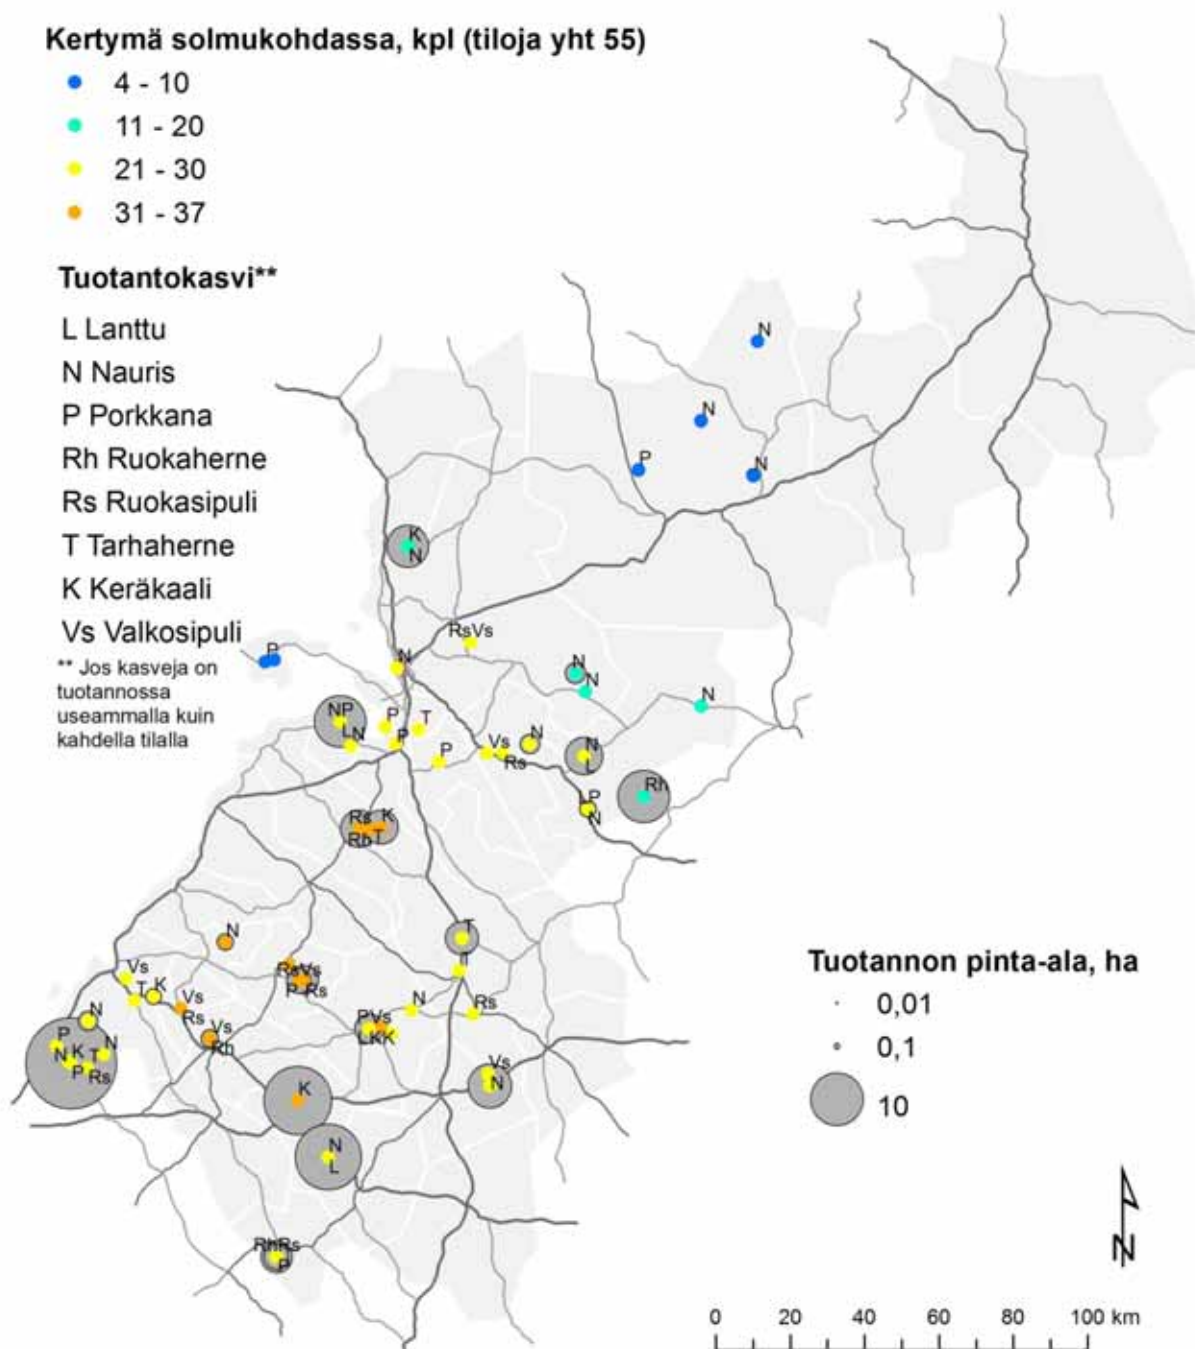 Kertymä solmukohdassa, kpl (tiloja yht 55)
4 - 10
11 - 20
21 - 30
31 - 37
Tuotantokasvi**
L Lanttu
N Nauris
P Porkkana
Rh Ruokaherne
Rs Ruokasipuli
T Tarhaherne
K Keräkaali
Vs Valkosipuli
** Jos kasveja on
tuotannossa
useammalla kuin
kahdella tilalla
N
N
P
N
K
N
RsVs
P
N
N
N
N
NP
LN
P
T
P
P
Vs
Rs
N
N
L
Rh
LP
N
Rs
K
Rh
T
N
T
T
RsVs
P
Rs
Vs
T
K
Vs
Rs
Vs
Rh
N
Rs
PVs
LKK
N
P
N
K
T
N
P
Rs
Vs
N
K
N
L
RhRs
P
Tuotannon pinta-ala, ha
0,01
0,1
10
N
0 20 40 60 80 100 km